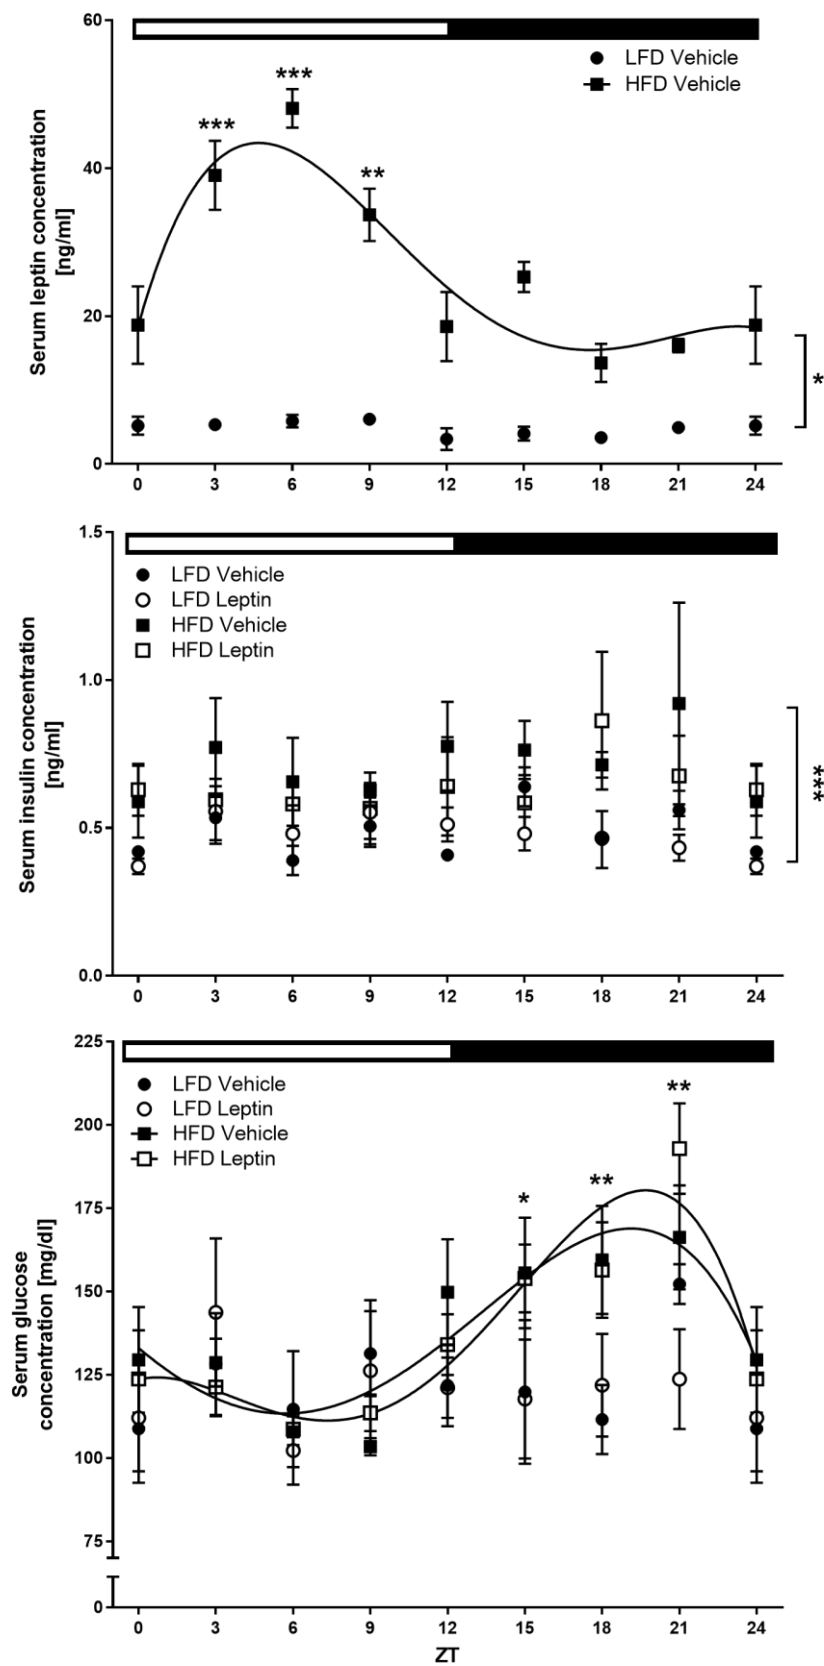 60
40
20
0
Serum leptin concentration
[ng/ml]
LFD Vehicle
HFD Vehicle
***
***
**
*
0 3 6 9 12 15 18 21 24
1.5
1.0
0.5
0.0
Serum insulin concentration
[ng/ml]
LFD Vehicle
LFD Leptin
HFD Vehicle
HFD Leptin
***
0 3 6 9 12 15 18 21 24
225
200
175
150
125
100
75
0
Serum glucose
concentration [mg/dl]
LFD Vehicle
LFD Leptin
HFD Vehicle
HFD Leptin
*
**
**
0 3 6 9 12 15 18 21 24
ZT